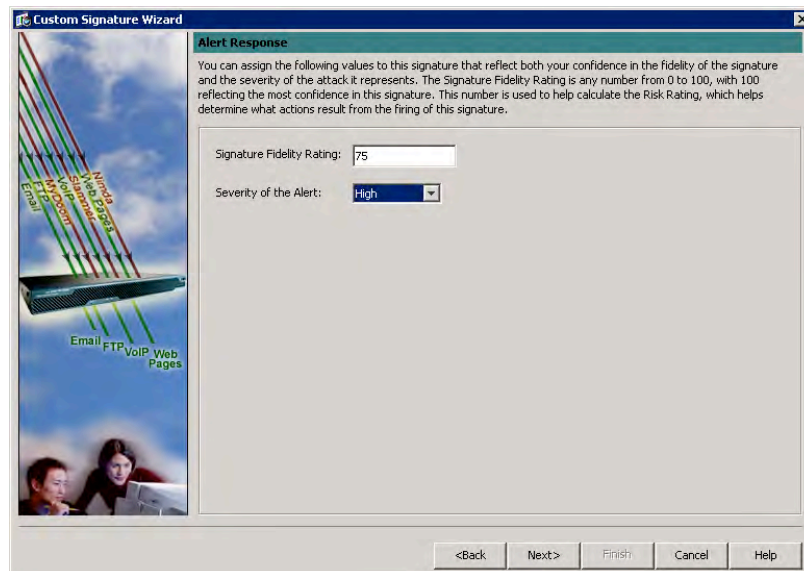 Custom Signature Wizard
Alert Response
You can assign the following values to this signature that reflect both your confidence in the fidelity of the signature
and the severity of the attack it represents. The Signature Fidelity Rating is any number from 0 to 100, with 100
reflecting the most confidence in this signature. This number is used to help calculate the Risk Rating, which helps
determine what actions result from the firing of this signature.
Signature Fidelity Rating: 75
Severity of the Alert: High
Nimda
Web Pages
Slammer
VoIP
MyDoom
FTP
Email
Email
FTP
VoIP
Web
Pages
<Back Next> Finish Cancel Help